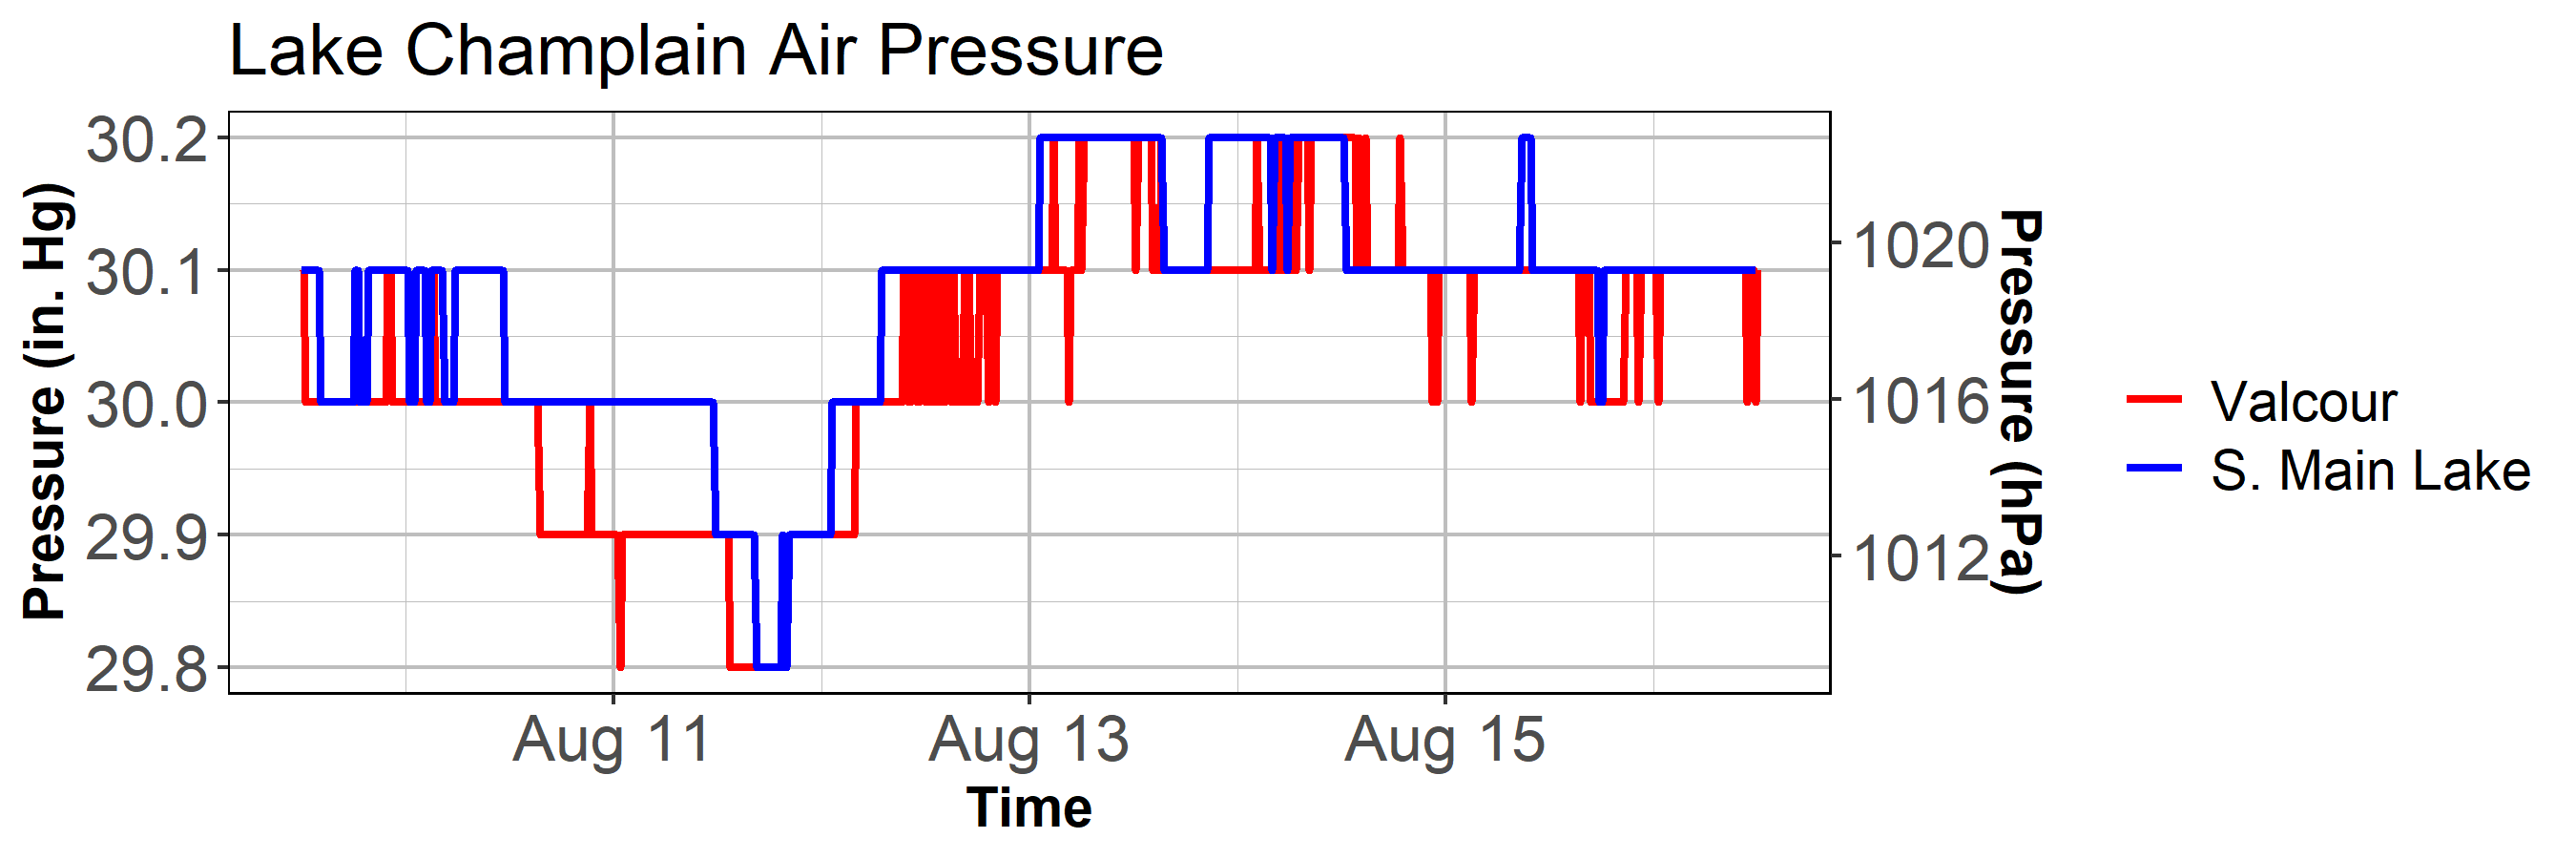 Lake Champlain Air Pressure
Pressure (in. Hg)
30.2
30.1
30.0
29.9
29.8
1020
1016
1012
Pressure (hPa)
Valcour
S. Main Lake
Aug 11
Aug 13
Aug 15
Time